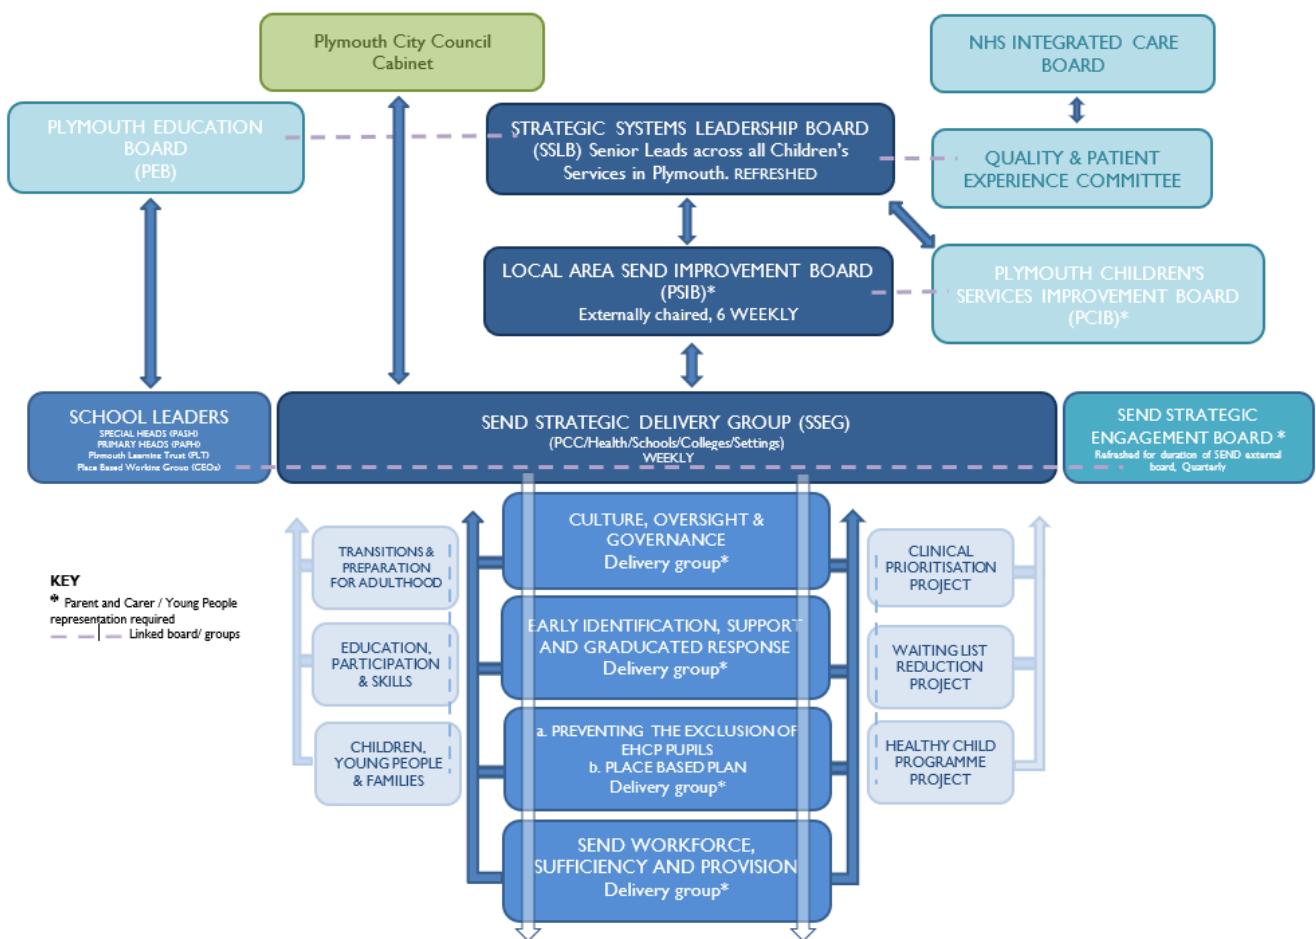 Plymouth City Council
Cabinet
NHS INTEGRATED CARE
BOARD
PLYMOUTH EDUCATION
BOARD
(PEB)
STRATEGIC SYSTEMS LEADERSHIP BOARD
(SSLB) Senior Leads across all Children's
Services in Plymouth. REFRESHED
QUALITY & PATIENT
EXPERIENCE COMMITTEE
LOCAL AREA SEND IMPROVEMENT BOARD
(PSIB)*
Externally chaired, 6 WEEKLY
PLYMOUTH CHILDREN'S
SERVICES IMPROVEMENT BOARD
(PCIB)*
SCHOOL LEADERS
SPECIAL HEADS (PASH)
PRIMARY HEADS (PAPH)
Plymouth Learning Trust (PLT)
Place Based Working Group (CEOs)
SEND STRATEGIC DELIVERY GROUP (SSEG)
(PCC/Health/Schools/Colleges/Settings)
WEEKLY
SEND STRATEGIC
ENGAGEMENT BOARD *
Refreshed for duration of SEND external
board, Quarterly
TRANSITIONS &
PREPARATION
FOR ADULTHOOD
EDUCATION,
PARTICIPATION
& SKILLS
CHILDREN,
YOUNG PEOPLE
& FAMILIES
CULTURE, OVERSIGHT &
GOVERNANCE
Delivery group*
EARLY IDENTIFICATION, SUPPORT
AND GRADUCATED RESPONSE
Delivery group*
a. PREVENTING THE EXCLUSION OF
EHCP PUPILS
b. PLACE BASED PLAN
Delivery group*
SEND WORKFORCE,
SUFFICIENCY AND PROVISION
Delivery group*
CLINICAL
PRIORITISATION
PROJECT
WAITING LIST
REDUCTION
PROJECT
HEALTHY CHILD
PROGRAMME
PROJECT
KEY
* Parent and Carer / Young People
representation required
Linked board/ groups